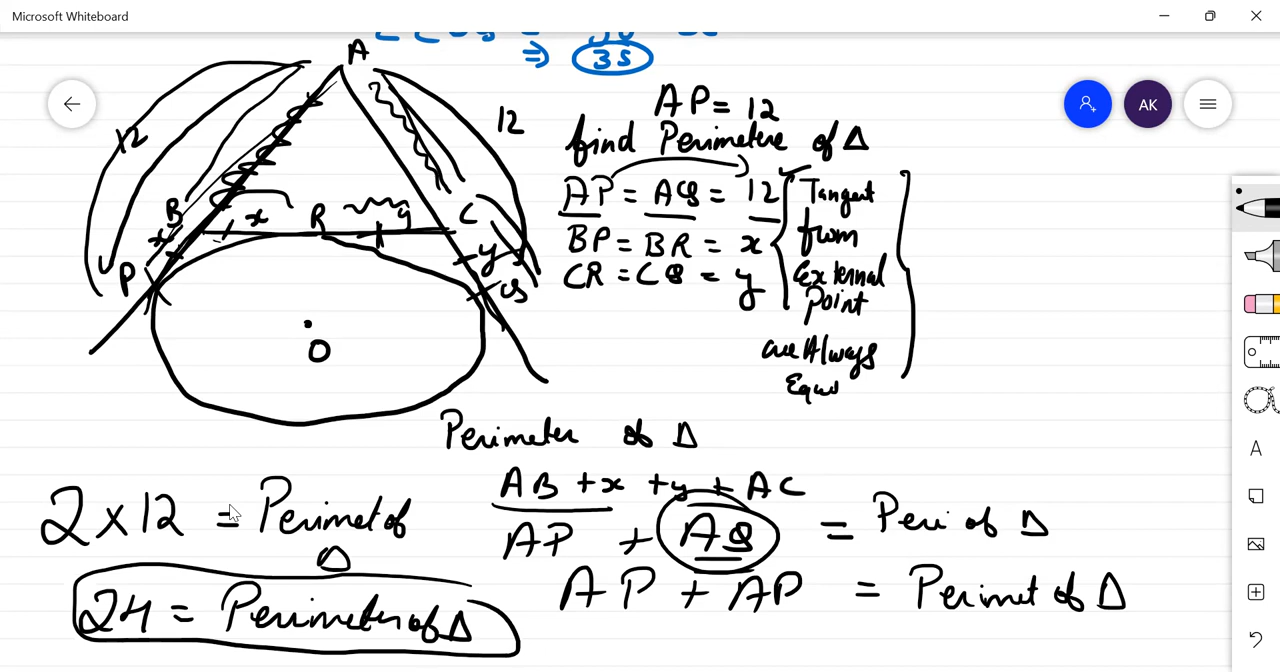 Microsoft Whiteboard
⇒ 35
A
AP = 12
find Perimetere of Δ
12
12
AP = AQ = 12
Tangent
B
x
R
y
C
BP = BR = x
from
x
y
P
Q
CR = CQ = y
External
Point
are Always
Equ
O
Perimeter of Δ
AB + x + y + AC
2 x 12 = Perimet of Δ
AP + AQ = Peri of Δ
AP + AP = Perimet of Δ
24 = Perimeter of Δ
AK
A